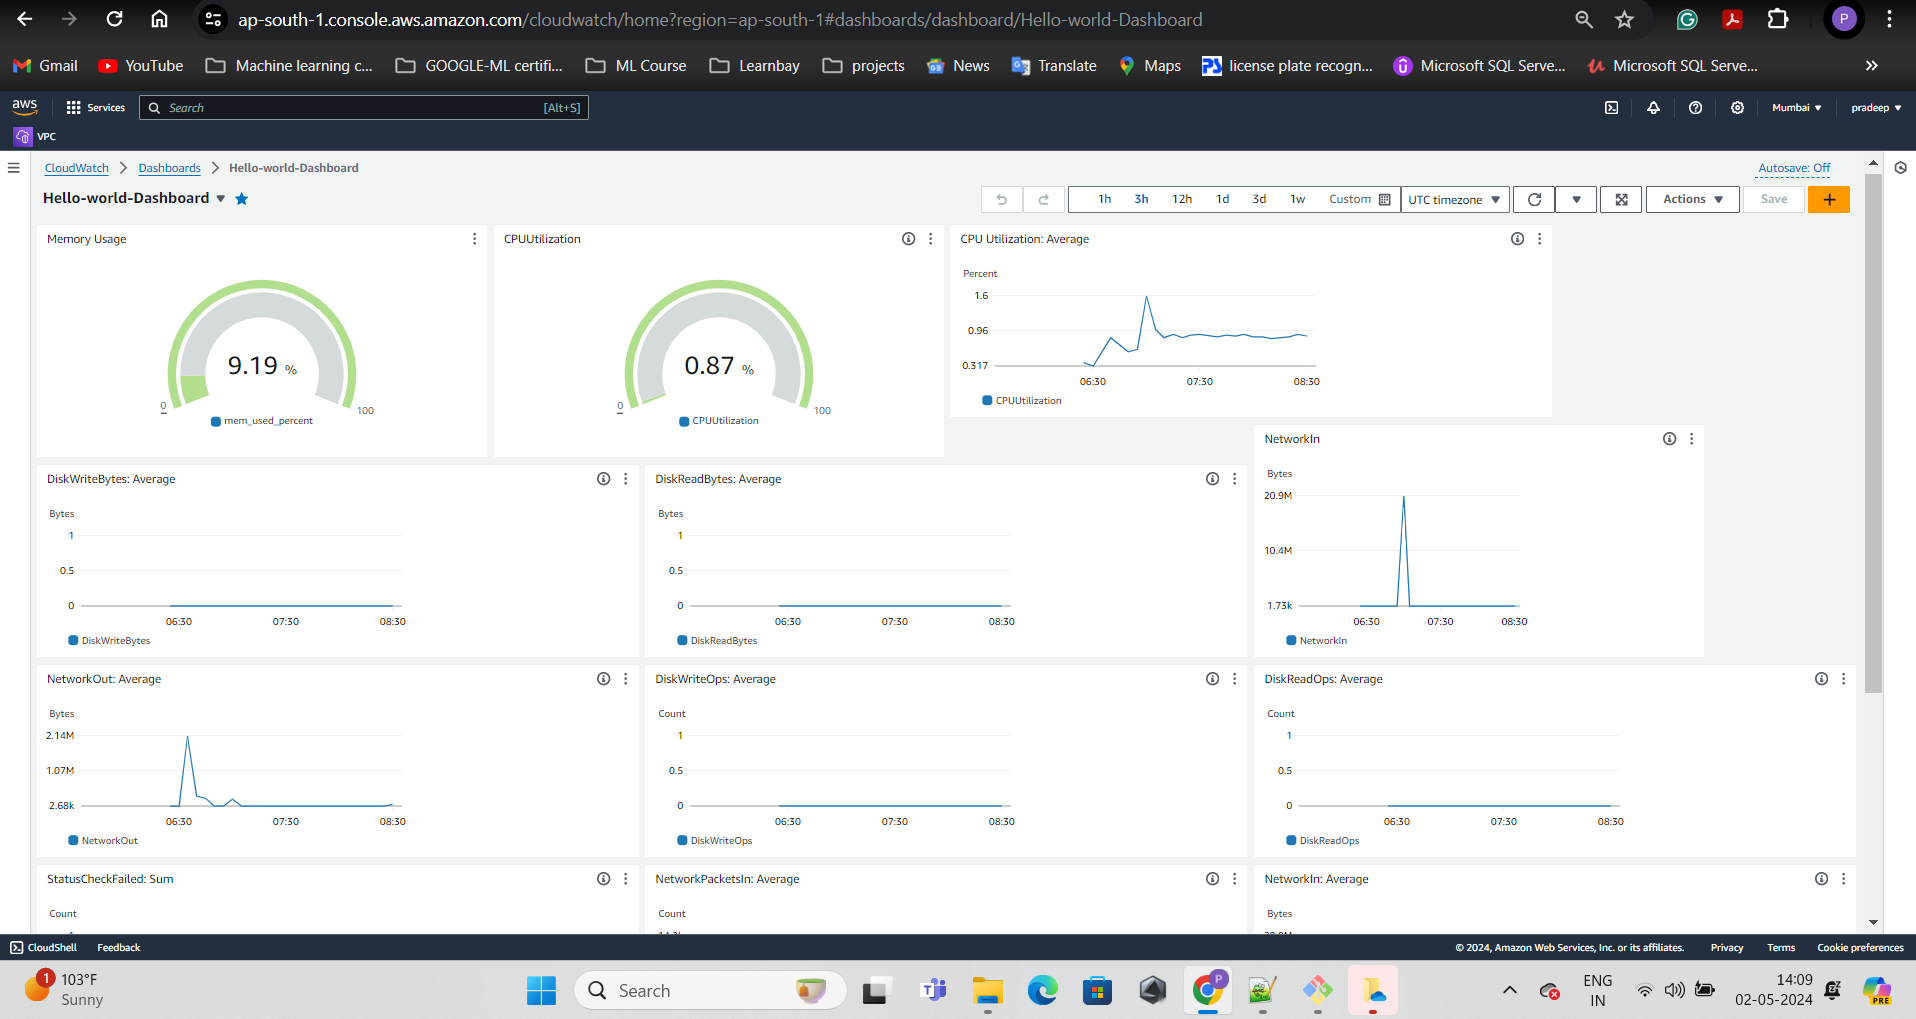 ap-south-1.console.aws.amazon.com/cloudwatch/home?region=ap-south-1#dashboards/dashboard/Hello-world-Dashboard
P
Gmail YouTube Machine learning c... GOOGLE-ML certifi... ML Course Learnbay projects News Translate Maps license plate recogn... Microsoft SQL Serve... Microsoft SQL Serve...
aws Services Search [Alt+S] Mumbai pradeep
VPC
CloudWatch Dashboards Hello-world-Dashboard Autosave: Off
Hello-world-Dashboard 1h 3h 12h 1d 3d 1w Custom UTC timezone Actions Save
Memory Usage
9.19 %
0 100
mem_used_percent
CPUUtilization
0.87 %
0 100
CPUUtilization
CPU Utilization: Average
Percent
1.6
0.96
0.317
06:30 07:30 08:30
CPUUtilization
NetworkIn
Bytes
20.9M
10.4M
1.73k
06:30 07:30 08:30
NetworkIn
DiskWriteBytes: Average
Bytes
1
0.5
0
06:30 07:30 08:30
DiskWriteBytes
DiskReadBytes: Average
Bytes
1
0.5
0
06:30 07:30 08:30
DiskReadBytes
NetworkOut: Average
Bytes
2.14M
1.07M
2.68k
06:30 07:30 08:30
NetworkOut
DiskWriteOps: Average
Count
1
0.5
0
06:30 07:30 08:30
DiskWriteOps
DiskReadOps: Average
Count
1
0.5
0
06:30 07:30 08:30
DiskReadOps
StatusCheckFailed: Sum
Count
NetworkPacketsIn: Average
Count
NetworkIn: Average
Bytes
CloudShell Feedback © 2024, Amazon Web Services, Inc. or its affiliates. Privacy Terms Cookie preferences
1
103°F
Sunny
Search
P
ENG
IN
14:09
02-05-2024
PRE